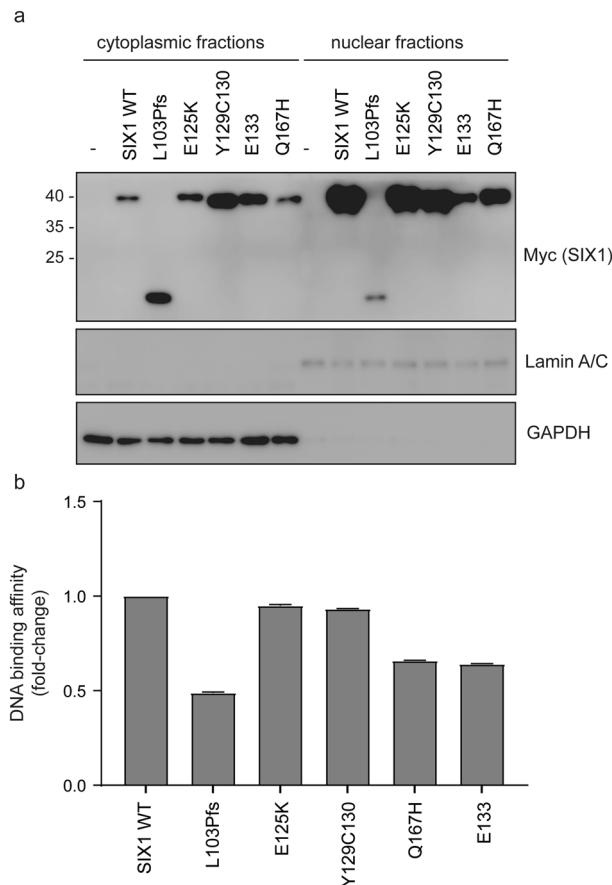 a
cytoplasmic fractions nuclear fractions
- SIX1 WT L103Pfs E125K Y129C130 E133 Q167H - SIX1 WT L103Pfs E125K Y129C130 E133 Q167H
40 -
35 -
25 -
Myc (SIX1)
Lamin A/C
GAPDH
b
DNA binding affinity
(fold-change)
1.5
1.0
0.5
0.0
SIX1 WT L103Pfs E125K Y129C130 Q167H E133